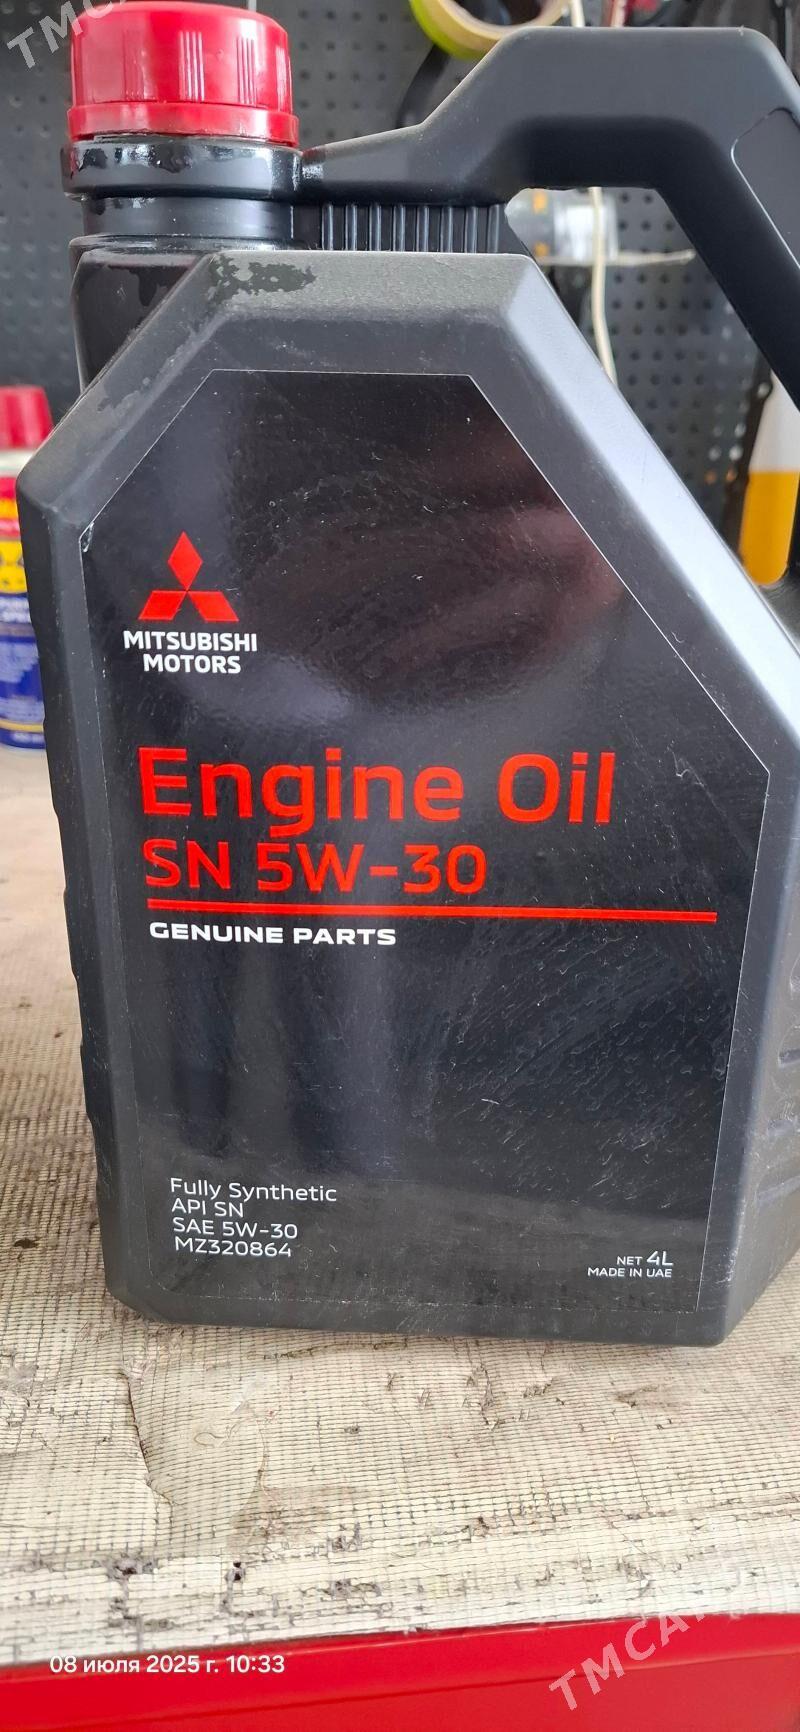 MITSUBISHI
MOTORS
Engine Oil
SN 5W-30
GENUINE PARTS
Fully Synthetic
API SN
SAE 5W-30
MZ320864
NET 4L
MADE IN UAE
08 июля 2025 г. 10:33